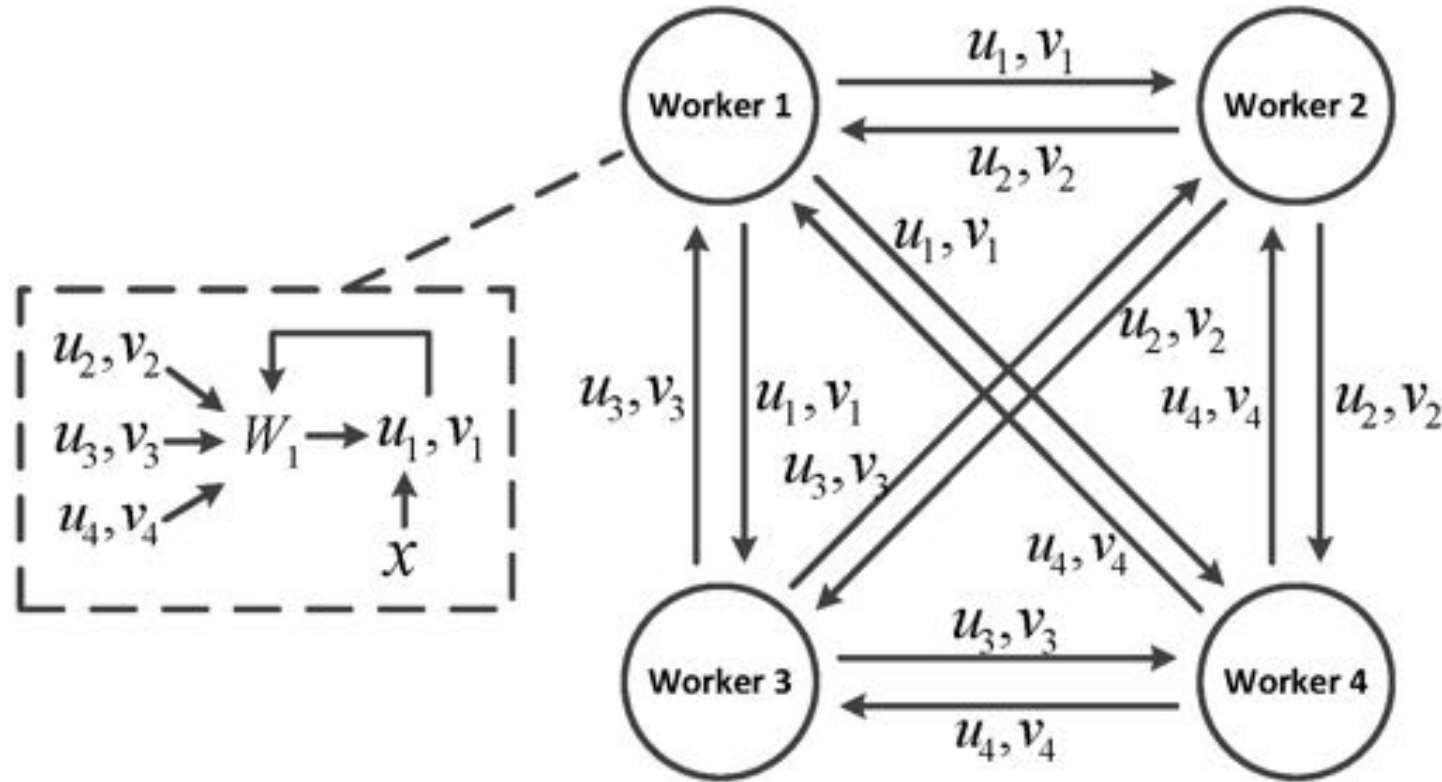 u₁, v₁
Worker 1
Worker 2
u₂, v₂
u₁, v₁
u₂, v₂
u₂, v₂
u₃, v₃
W₁
u₁, v₁
u₄, v₄
x
u₃, v₃
u₁, v₁
u₄, v₄
u₂, v₂
u₃, v₃
u₄, v₄
u₃, v₃
Worker 3
Worker 4
u₄, v₄